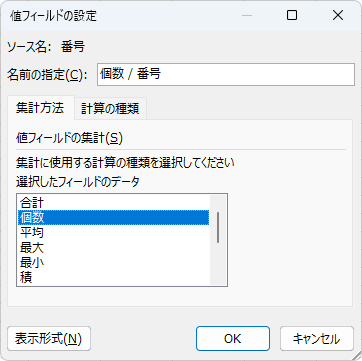 値フィールドの設定
ソース名: 番号
名前の指定(C): 個数 / 番号
集計方法 計算の種類
値フィールドの集計(S)
集計に使用する計算の種類を選択してください
選択したフィールドのデータ
合計
個数
平均
最大
最小
積
表示形式(N) OK キャンセル